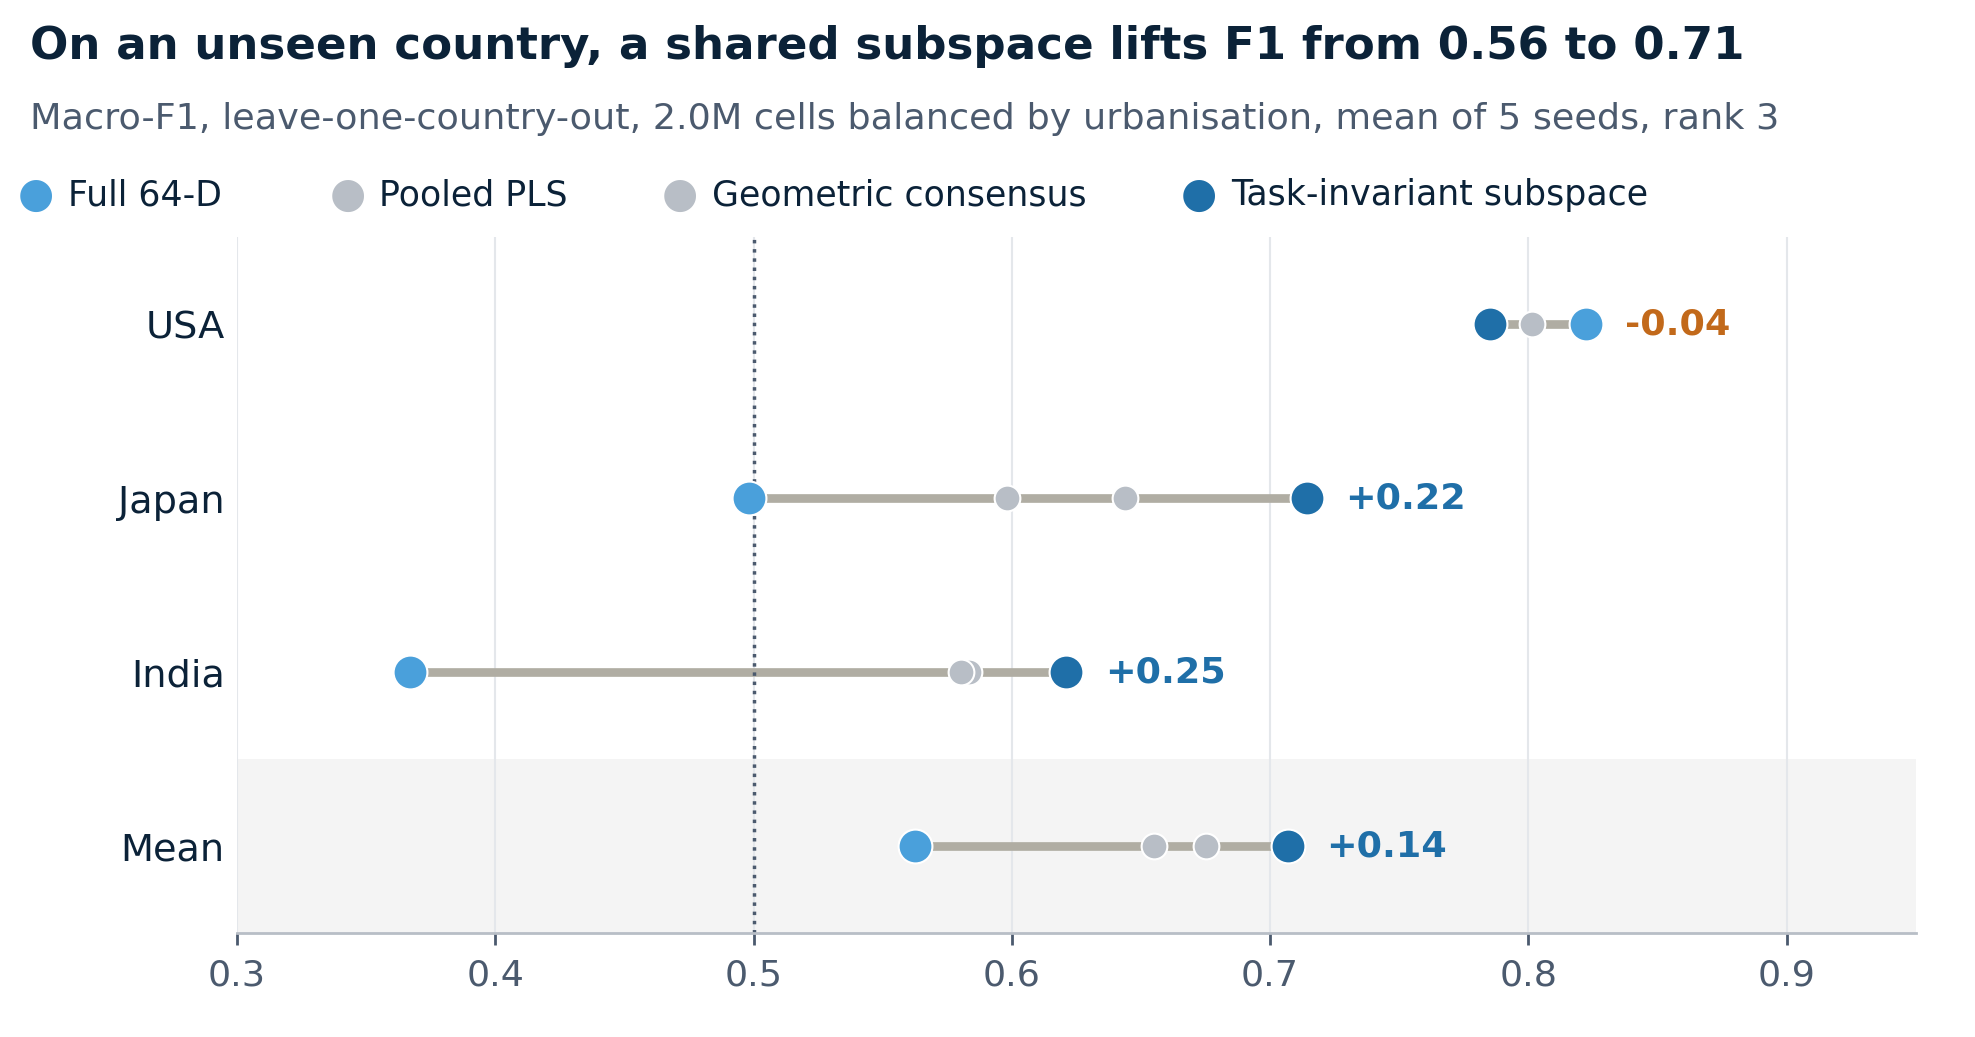 On an unseen country, a shared subspace lifts F1 from 0.56 to 0.71
Macro-F1, leave-one-country-out, 2.0M cells balanced by urbanisation, mean of 5 seeds, rank 3
Full 64-D Pooled PLS Geometric consensus Task-invariant subspace
USA -0.04
Japan +0.22
India +0.25
Mean +0.14
0.3 0.4 0.5 0.6 0.7 0.8 0.9